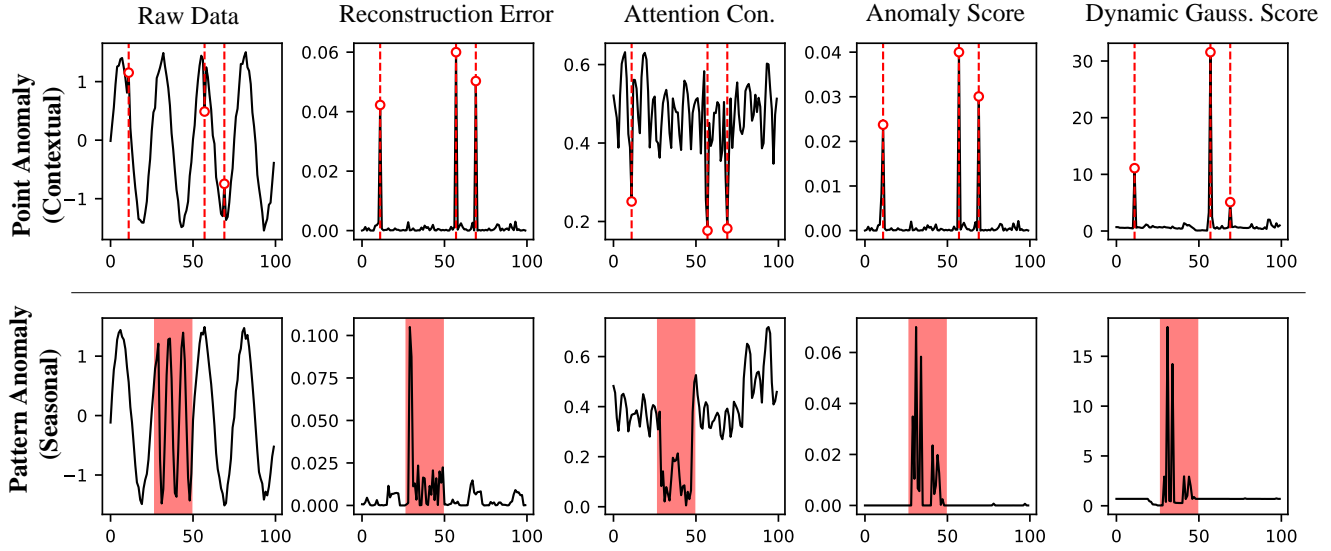 Raw Data
Reconstruction Error
Attention Con.
Anomaly Score
Dynamic Gauss. Score
Point Anomaly
(Contextual)
1
0
−1
0 50 100
0.06
0.04
0.02
0.00
0 50 100
0.6
0.4
0.2
0 50 100
0.04
0.03
0.02
0.01
0.00
0 50 100
30
20
10
0
0 50 100
Pattern Anomaly
(Seasonal)
1
0
−1
0 50 100
0.100
0.075
0.050
0.025
0.000
0 50 100
0.6
0.4
0.2
0.0
0 50 100
0.06
0.04
0.02
0.00
0 50 100
15
10
5
0
0 50 100